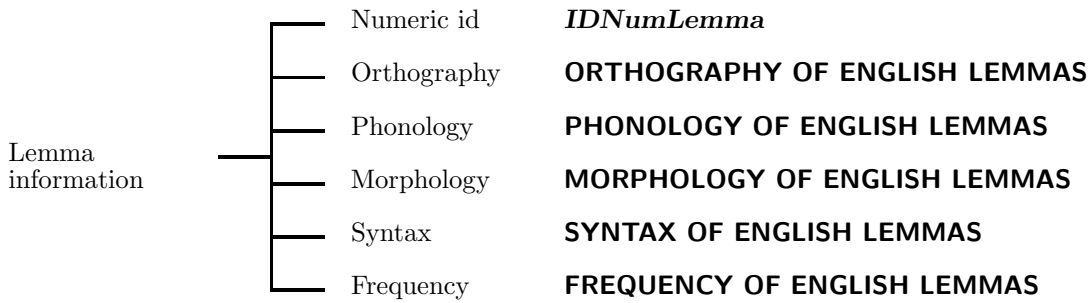 Numeric id IDNumLemma
Orthography ORTHOGRAPHY OF ENGLISH LEMMAS
Phonology PHONOLOGY OF ENGLISH LEMMAS
Lemma
information
Morphology MORPHOLOGY OF ENGLISH LEMMAS
Syntax SYNTAX OF ENGLISH LEMMAS
Frequency FREQUENCY OF ENGLISH LEMMAS